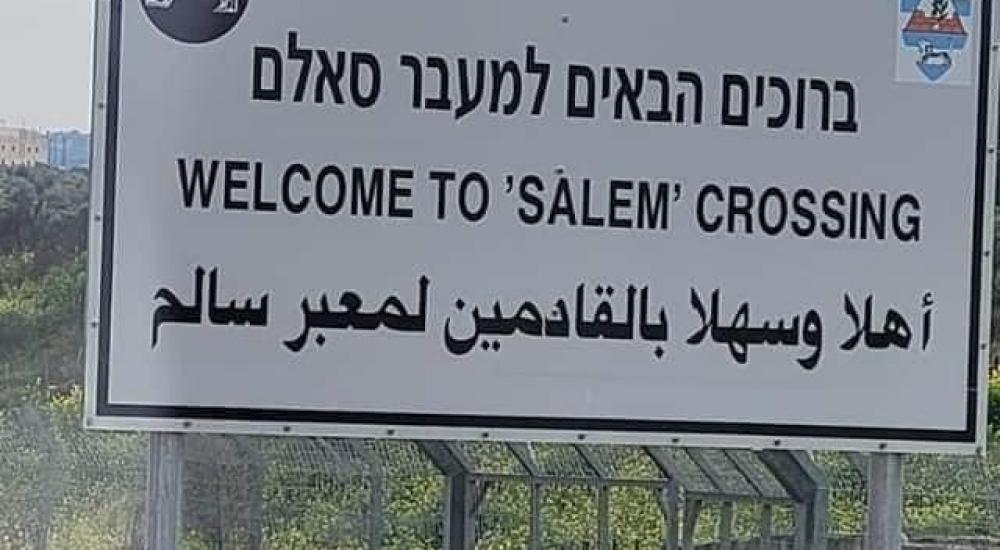 ברוכים הבאים למעבר סאלם
WELCOME TO 'SALEM' CROSSING
أهلا وسهلا بالقادمين لمعبر سالم